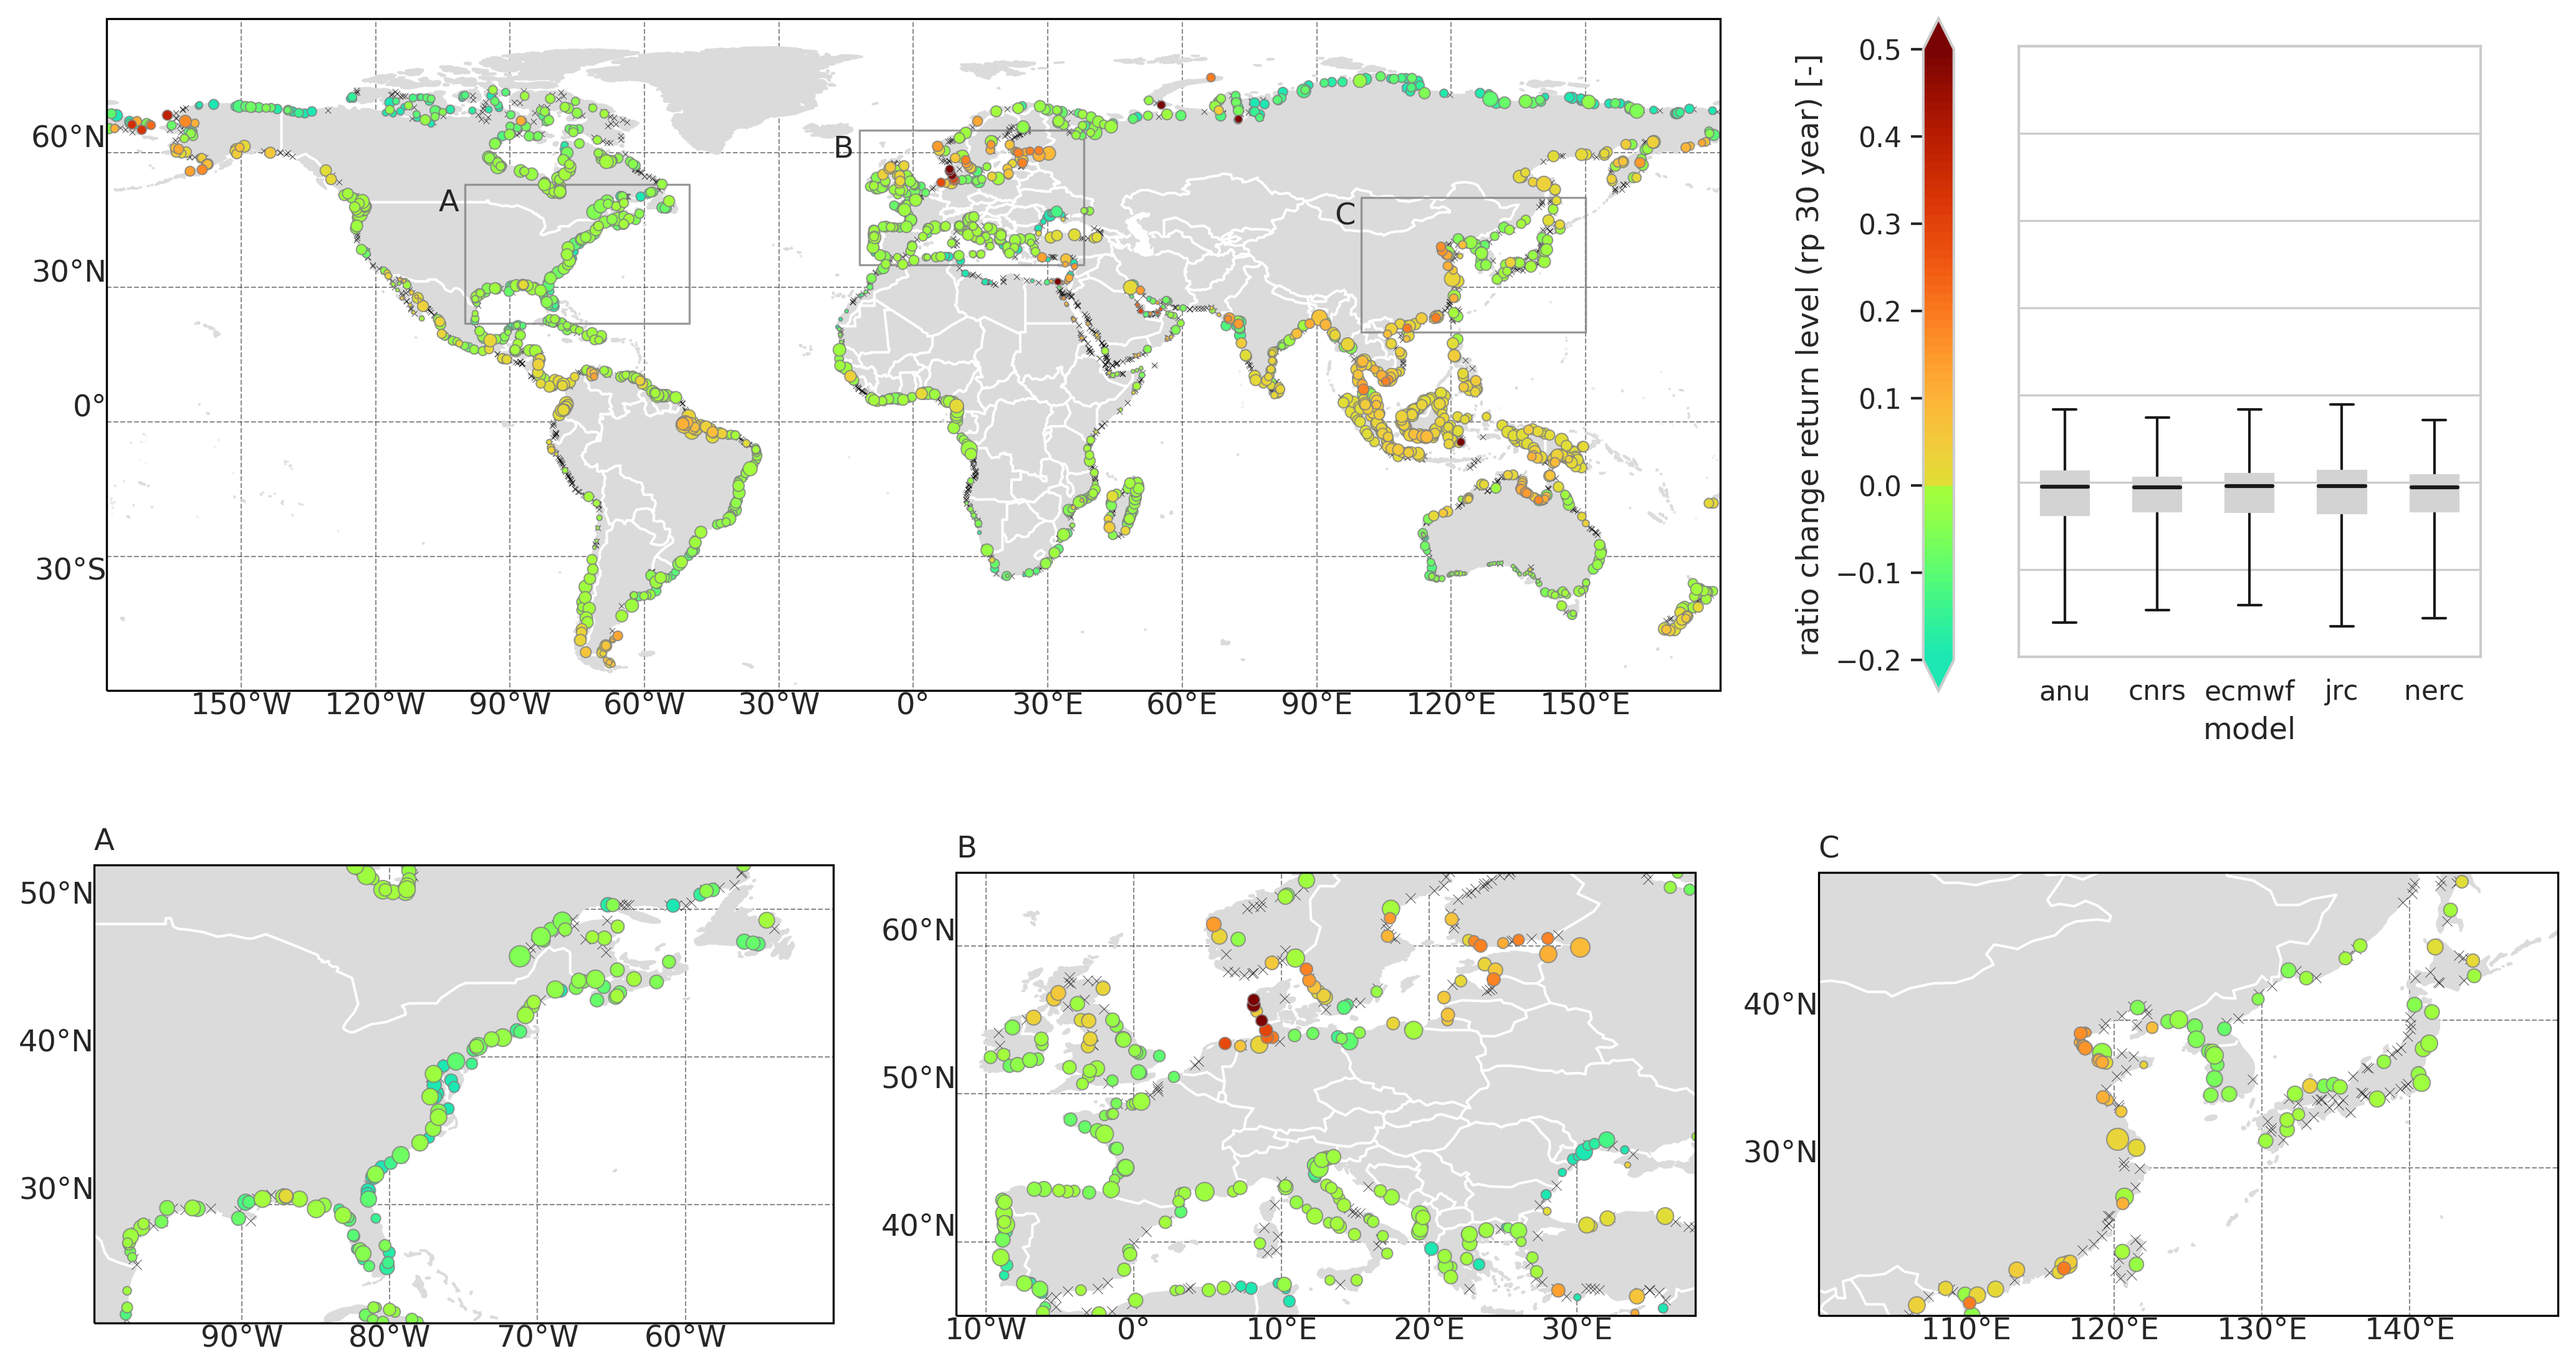 60°N
30°N
0°
30°S
150°W 120°W 90°W 60°W 30°W 0° 30°E 60°E 90°E 120°E 150°E
A
B
C
ratio change return level (rp 30 year) [-]
0.5
0.4
0.3
0.2
0.1
0.0
−0.1
−0.2
anu cnrs ecmwf jrc nerc
model
A
50°N
40°N
30°N
90°W 80°W 70°W 60°W
B
60°N
50°N
40°N
10°W 0° 10°E 20°E 30°E
C
40°N
30°N
110°E 120°E 130°E 140°E